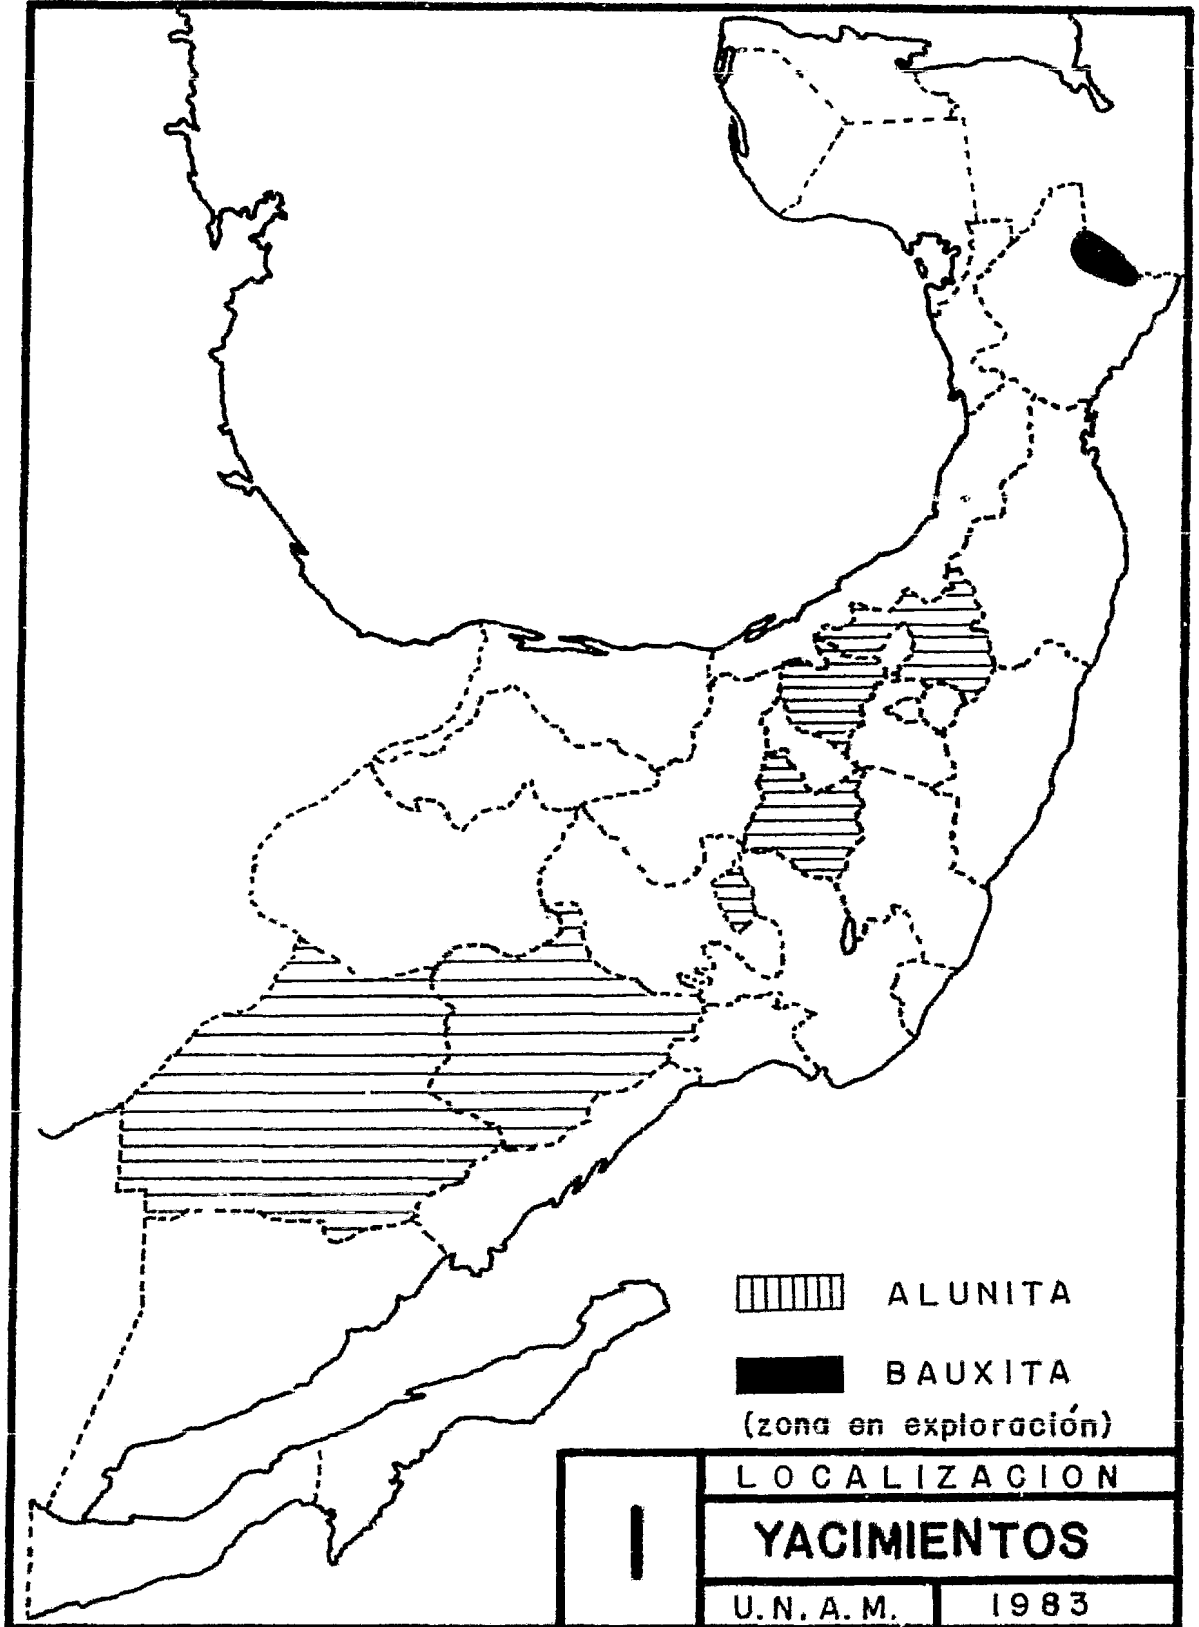 ALUNITA
BAUXITA
(zona en exploración)
I
LOCALIZACION
YACIMIENTOS
U.N.A.M.
1983